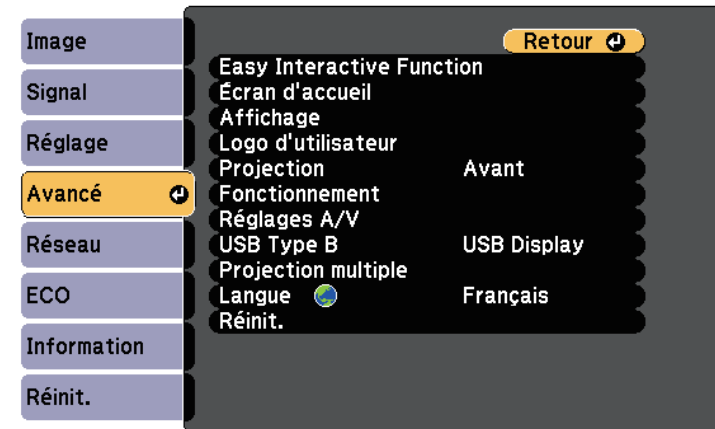 Image
Signal
Réglage
Avancé
Réseau
ECO
Information
Réinit.
Retour
Easy Interactive Function
Écran d'accueil
Affichage
Logo d'utilisateur
Projection Avant
Fonctionnement
Réglages A/V
USB Type B USB Display
Projection multiple
Langue Français
Réinit.